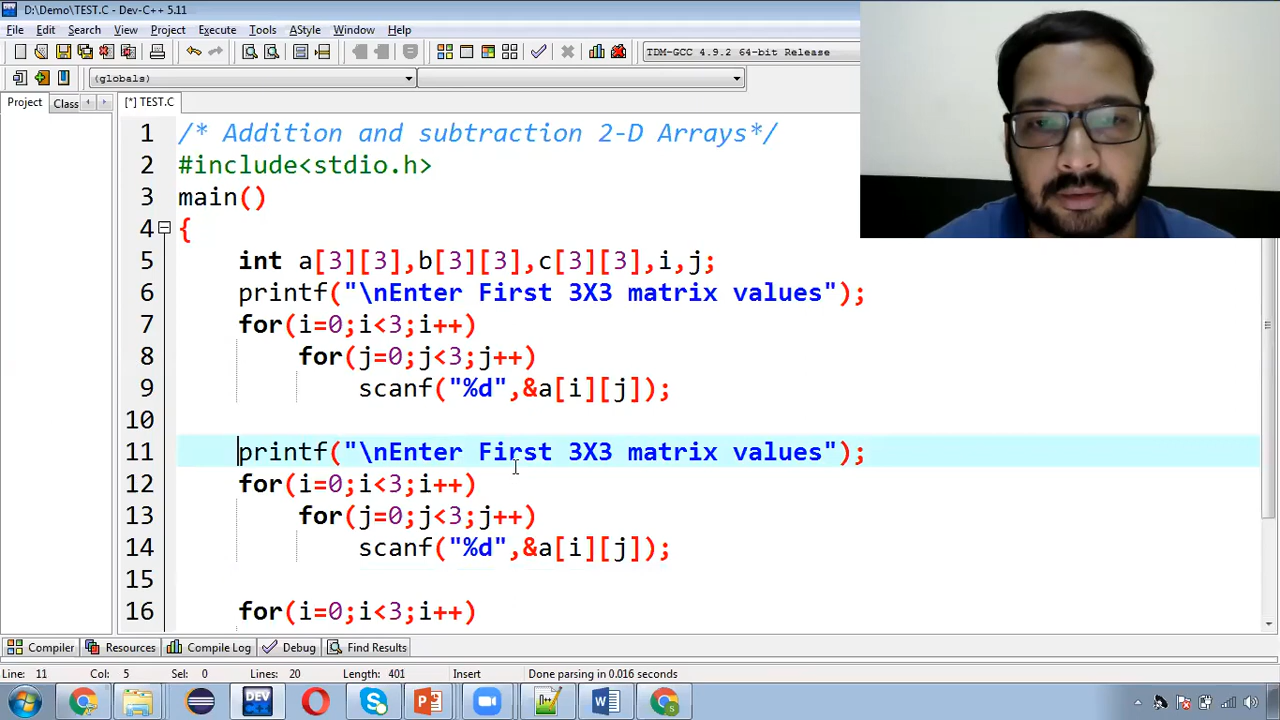 D:\Demo\TEST.C - Dev-C++ 5.11
File Edit Search View Project Execute Tools AStyle Window Help
TDM-GCC 4.9.2 64-bit Release
(globals)
Project Class [*] TEST.C
1 /* Addition and subtraction 2-D Arrays*/
2 #include<stdio.h>
3 main()
4 {
5 int a[3][3],b[3][3],c[3][3],i,j;
6 printf("\nEnter First 3X3 matrix values");
7 for(i=0;i<3;i++)
8 for(j=0;j<3;j++)
9 scanf("%d",&a[i][j]);
10
11 printf("\nEnter First 3X3 matrix values");
12 for(i=0;i<3;i++)
13 for(j=0;j<3;j++)
14 scanf("%d",&a[i][j]);
15
16 for(i=0;i<3;i++)
Compiler Resources Compile Log Debug Find Results
Line: 11 Col: 5 Sel: 0 Lines: 20 Length: 401 Insert Done parsing in 0.016 seconds
DEV